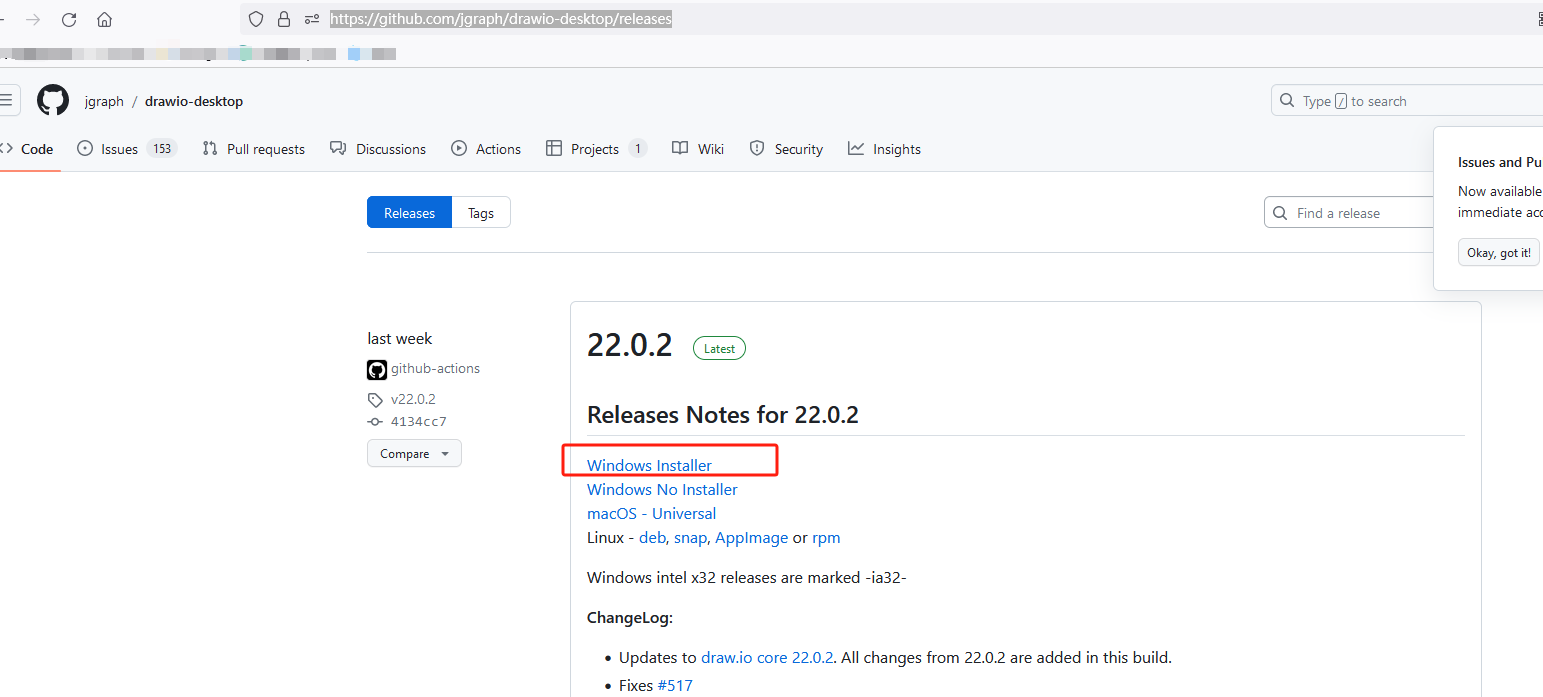 https://github.com/jgraph/drawio-desktop/releases
jgraph / drawio-desktop
Type / to search
Code Issues 153 Pull requests Discussions Actions Projects 1 Wiki Security Insights
Issues and Pu
Now available
immediate acc
Okay, got it!
Releases Tags
Find a release
last week
github-actions
v22.0.2
4134cc7
Compare
22.0.2 Latest
Releases Notes for 22.0.2
Windows Installer
Windows No Installer
macOS - Universal
Linux - deb, snap, AppImage or rpm
Windows intel x32 releases are marked -ia32-
ChangeLog:
• Updates to draw.io core 22.0.2. All changes from 22.0.2 are added in this build.
• Fixes #517